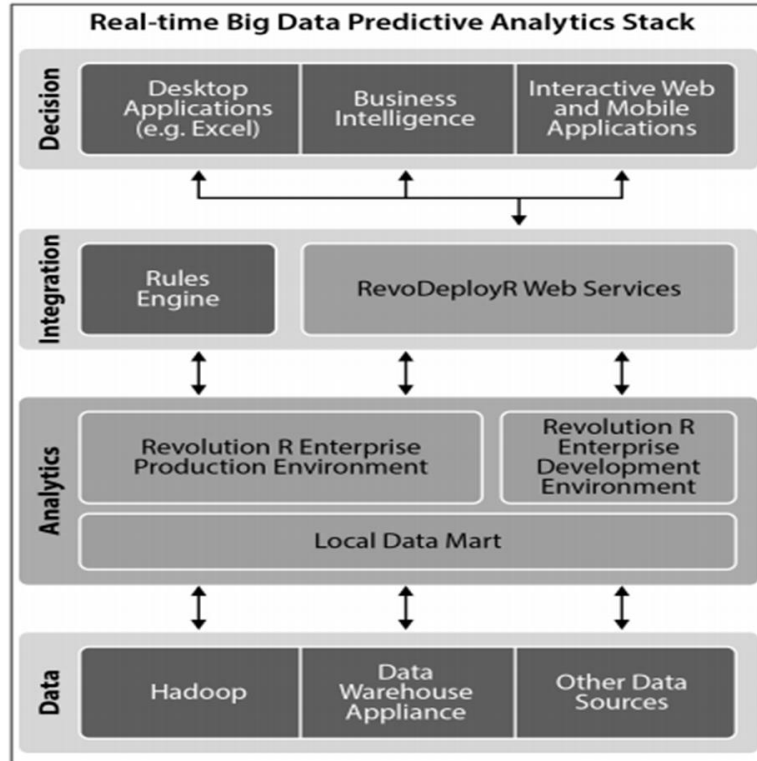 Real-time Big Data Predictive Analytics Stack
Decision
Desktop
Applications
(e.g. Excel)
Business
Intelligence
Interactive Web
and Mobile
Applications
Integration
Rules
Engine
RevoDeployR Web Services
Analytics
Revolution R Enterprise
Production Environment
Revolution R
Enterprise
Development
Environment
Local Data Mart
Data
Hadoop
Data
Warehouse
Appliance
Other Data
Sources